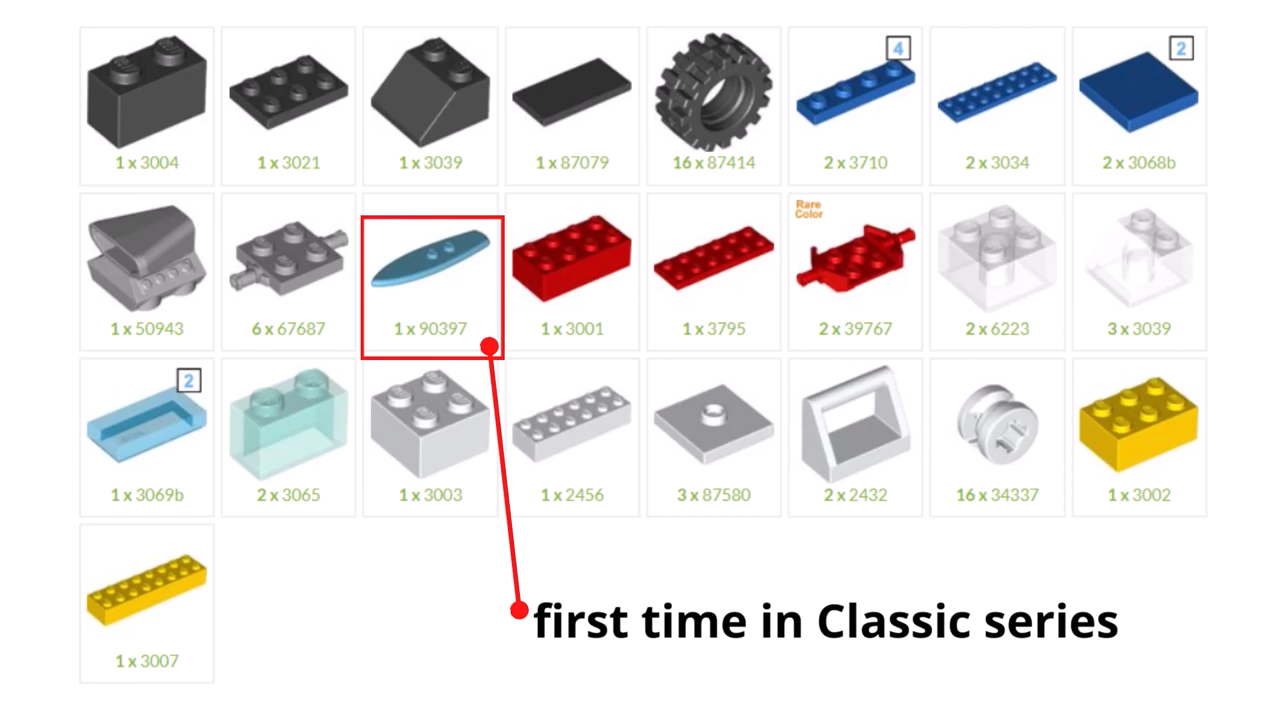 4
2
1 x 3004
1 x 3021
1 x 3039
1 x 87079
16 x 87414
2 x 3710
2 x 3034
2 x 3068b
Rare
Color
1 x 50943
6 x 67687
1 x 90397
1 x 3001
1 x 3795
2 x 39767
2 x 6223
3 x 3039
2
1 x 3069b
2 x 3065
1 x 3003
1 x 2456
3 x 87580
2 x 2432
16 x 34337
1 x 3002
1 x 3007
first time in Classic series